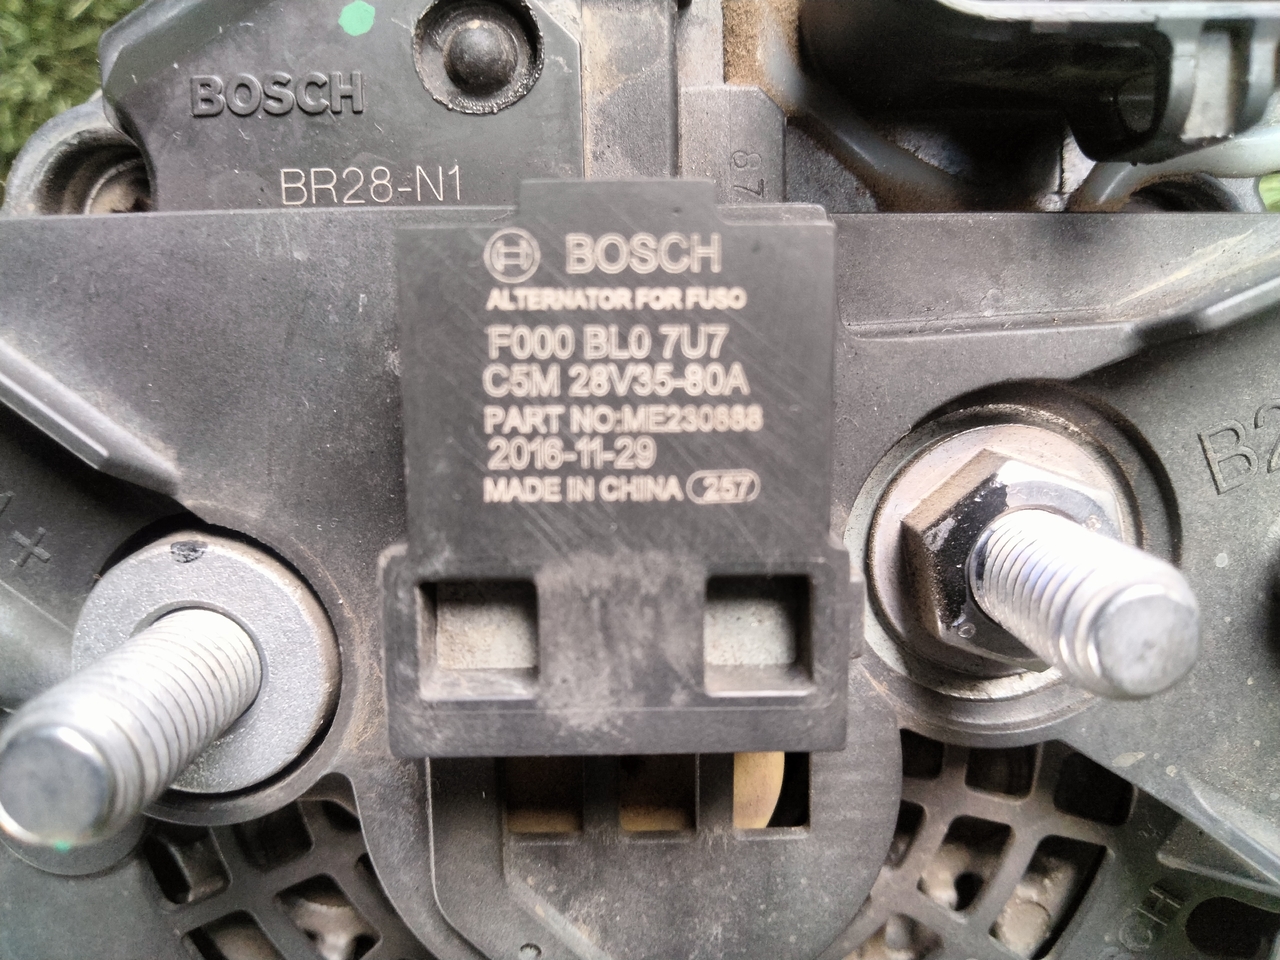 BOSCH
BR28-N1
87
BOSCH
ALTERNATOR FOR FUSO
F000 BL0 7U7
C5M 28V35-80A
PART NO:ME230888
2016-11-29
MADE IN CHINA 257
+